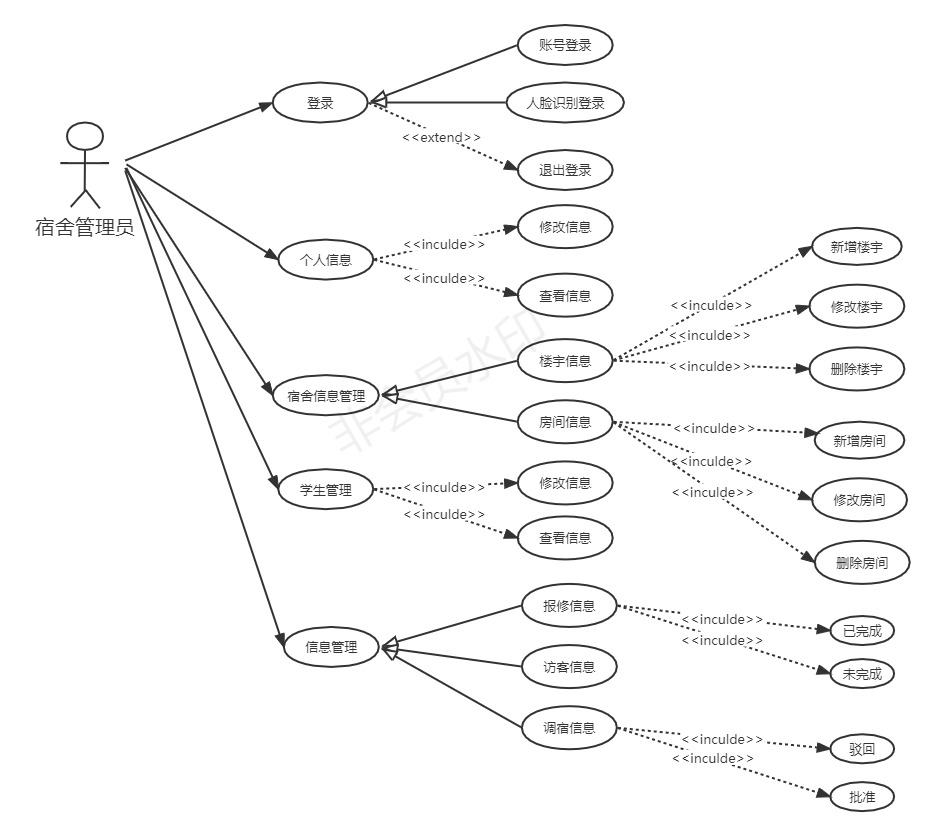 账号登录
登录
人脸识别登录
<<extend>>
退出登录
宿舍管理员
修改信息
<<inculde>>
个人信息
<<inculde>>
查看信息
新增楼宇
<<inculde>>
修改楼宇
<<inculde>>
楼宇信息
<<inculde>>
删除楼宇
宿舍信息管理
房间信息
<<inculde>>
新增房间
<<inculde>>
修改房间
<<inculde>>
删除房间
学生管理
<<inculde>>
修改信息
<<inculde>>
查看信息
报修信息
<<inculde>>
已完成
<<inculde>>
未完成
信息管理
访客信息
调宿信息
<<inculde>>
驳回
<<inculde>>
批准
非会员水印